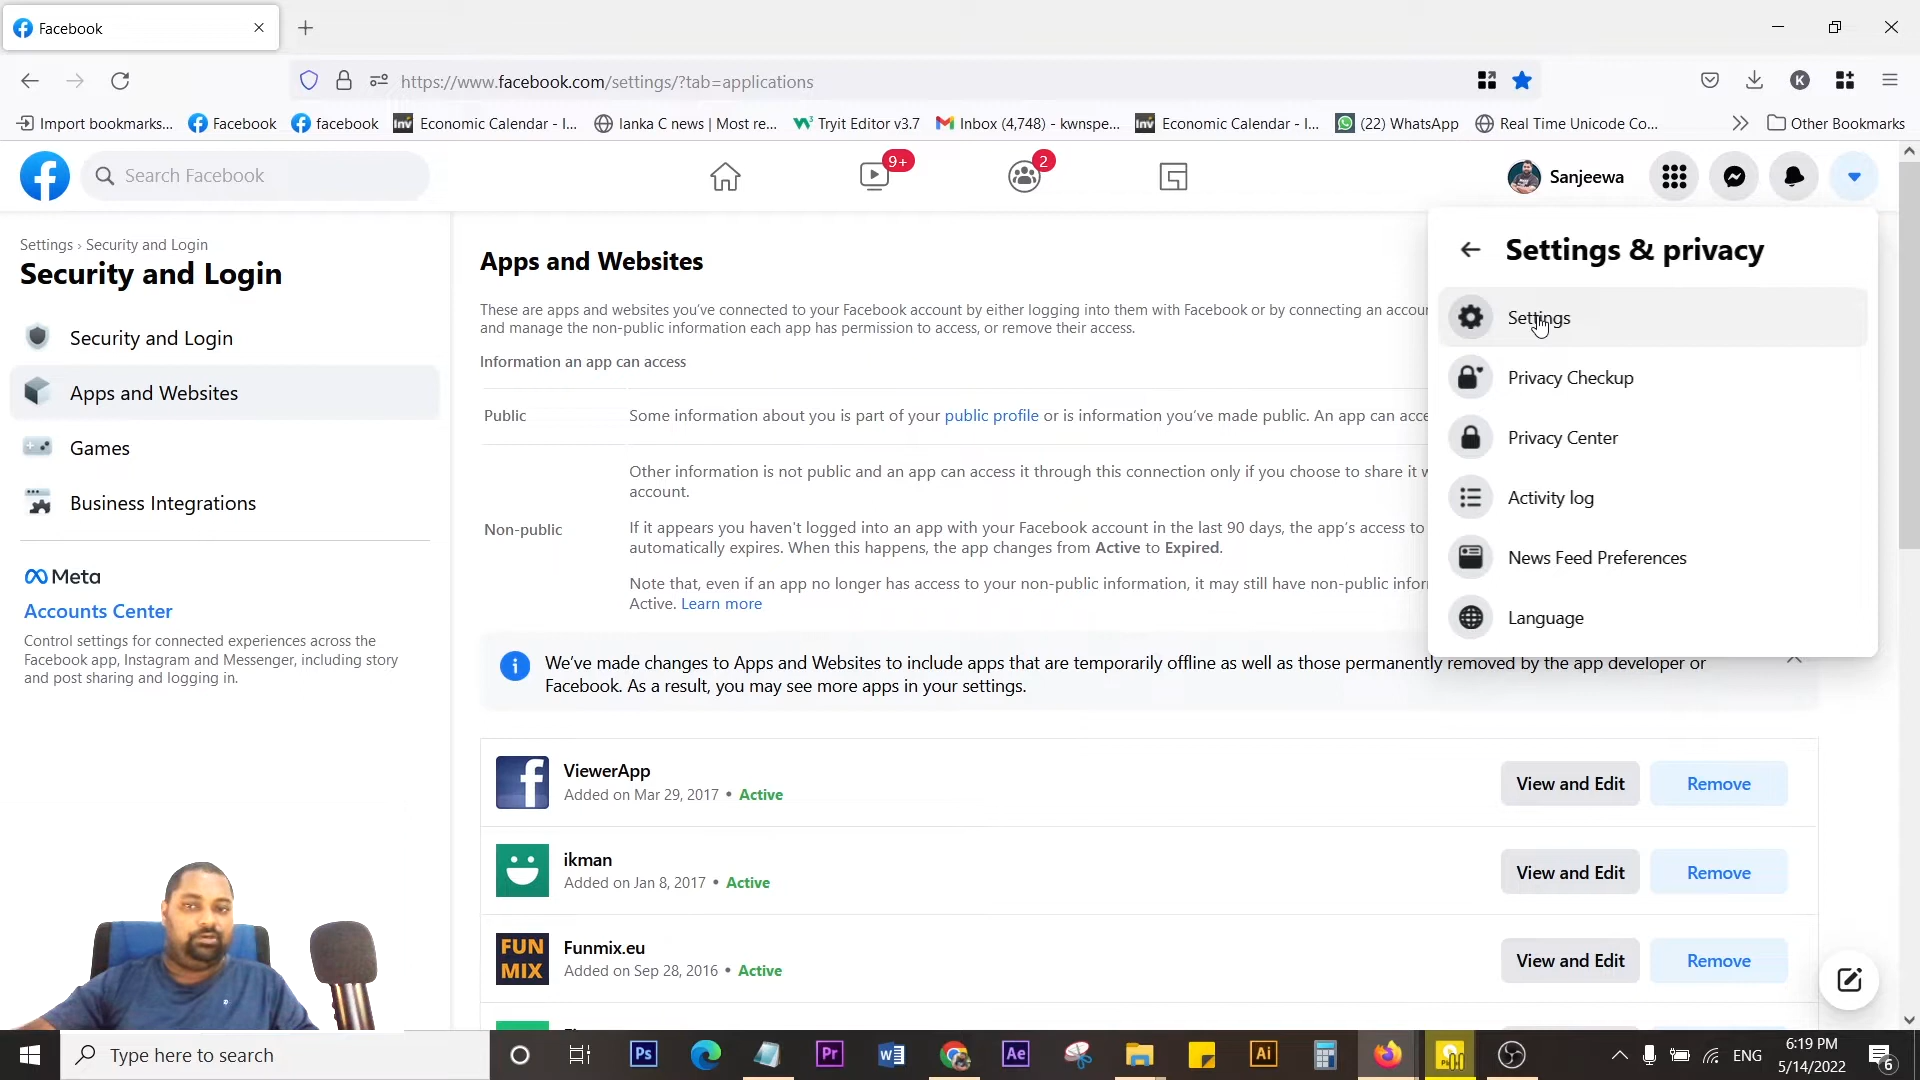 Facebook
https://www.facebook.com/settings/?tab=applications
K
Import bookmarks...
Facebook
facebook
Inv Economic Calendar - I...
lanka C news | Most re...
Tryit Editor v3.7
Inbox (4,748) - kwnspe...
Inv Economic Calendar - I...
(22) WhatsApp
Real Time Unicode Co...
Other Bookmarks
Search Facebook
9+
2
Sanjeewa
Settings › Security and Login
Security and Login
Security and Login
Apps and Websites
Games
Business Integrations
Meta
Accounts Center
Control settings for connected experiences across the
Facebook app, Instagram and Messenger, including story
and post sharing and logging in.
Apps and Websites
These are apps and websites you've connected to your Facebook account by either logging into them with Facebook or by connecting an accou
and manage the non-public information each app has permission to access, or remove their access.
Information an app can access
Public
Some information about you is part of your public profile or is information you've made public. An app can acce
Non-public
Other information is not public and an app can access it through this connection only if you choose to share it w
account.
If it appears you haven't logged into an app with your Facebook account in the last 90 days, the app's access to
automatically expires. When this happens, the app changes from Active to Expired.
Note that, even if an app no longer has access to your non-public information, it may still have non-public infor
Active. Learn more
We've made changes to Apps and Websites to include apps that are temporarily offline as well as those permanently removed by the app developer or
Facebook. As a result, you may see more apps in your settings.
Settings & privacy
Settings
Privacy Checkup
Privacy Center
Activity log
News Feed Preferences
Language
ViewerApp
Added on Mar 29, 2017 • Active
View and Edit
Remove
ikman
Added on Jan 8, 2017 • Active
View and Edit
Remove
FUN
MIX
Funmix.eu
Added on Sep 28, 2016 • Active
View and Edit
Remove
Type here to search
Ps
Pr
W
Ae
Ai
ENG
6:19 PM
5/14/2022
6